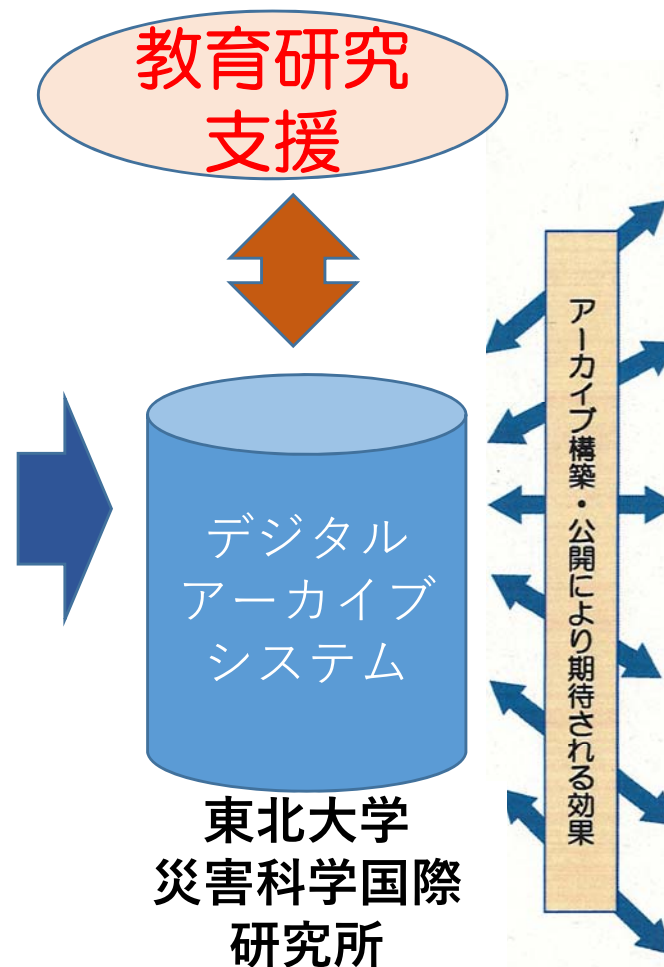 教育研究
支援
デジタル
アーカイブ
システム
東北大学
災害科学国際
研究所
アーカイブ構築・公開により期待される効果